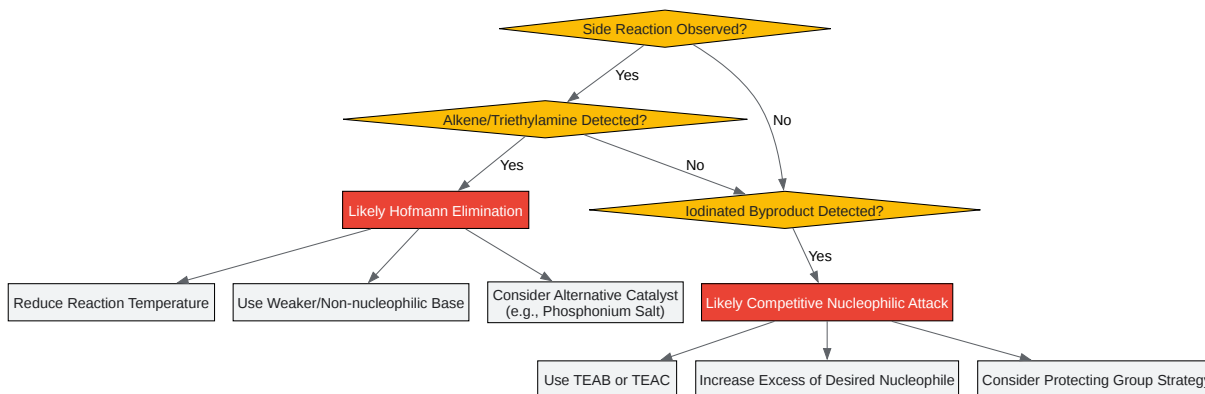 Side Reaction Observed?
Yes
Alkene/Triethylamine Detected?
No
Yes
No
Likely Hofmann Elimination
Iodinated Byproduct Detected?
Yes
Reduce Reaction Temperature
Use Weaker/Non-nucleophilic Base
Consider Alternative Catalyst
(e.g., Phosphonium Salt)
Likely Competitive Nucleophilic Attack
Use TEAB or TEAC
Increase Excess of Desired Nucleophile
Consider Protecting Group Strategy